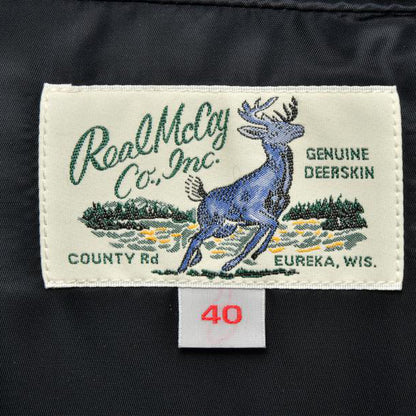 Real McCoy
Co., Inc.
GENUINE
DEERSKIN
COUNTY Rd
EUREKA, WIS.
40